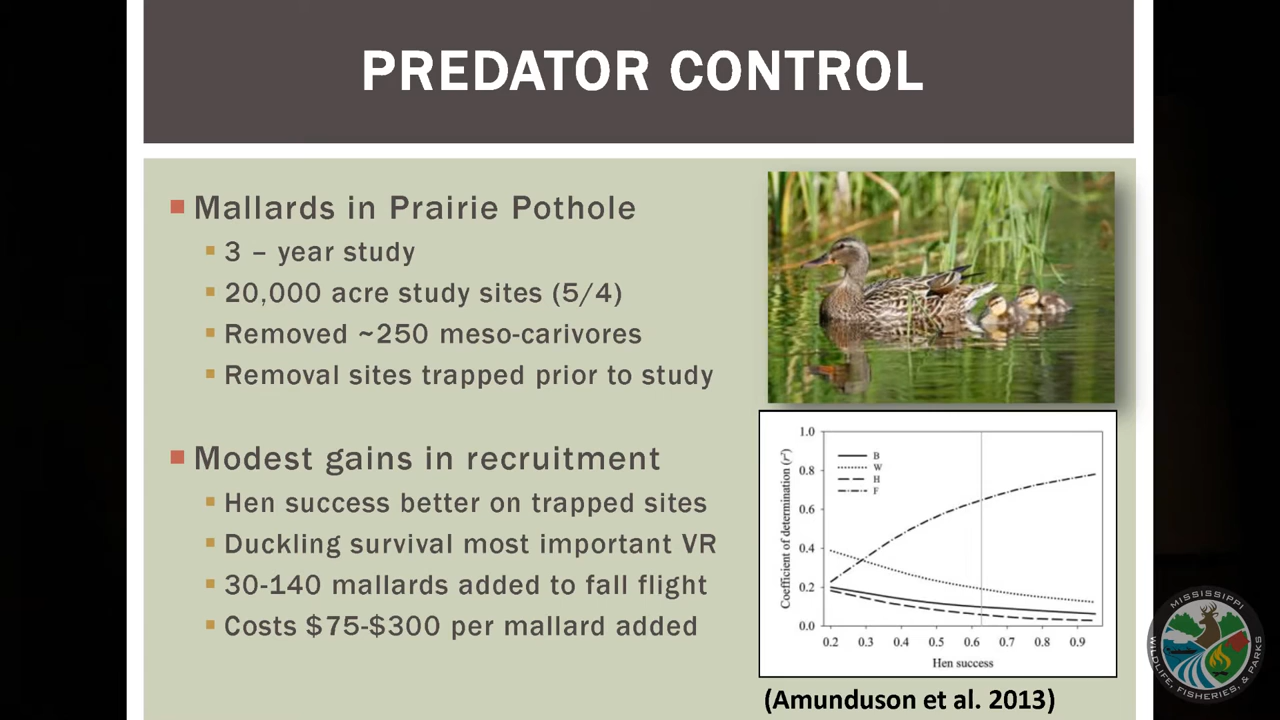 PREDATOR CONTROL
Mallards in Prairie Pothole
3 – year study
20,000 acre study sites (5/4)
Removed ~250 meso-carivores
Removal sites trapped prior to study
Modest gains in recruitment
Hen success better on trapped sites
Duckling survival most important VR
30-140 mallards added to fall flight
Costs $75-$300 per mallard added
Coefficient of determination (r²)
1.0
0.8
0.6
0.4
0.2
0.0
B
W
H
F
0.2 0.3 0.4 0.5 0.6 0.7 0.8 0.9
Hen success
(Amunduson et al. 2013)
MISSISSIPPI
WILDLIFE, FISHERIES, & PARKS